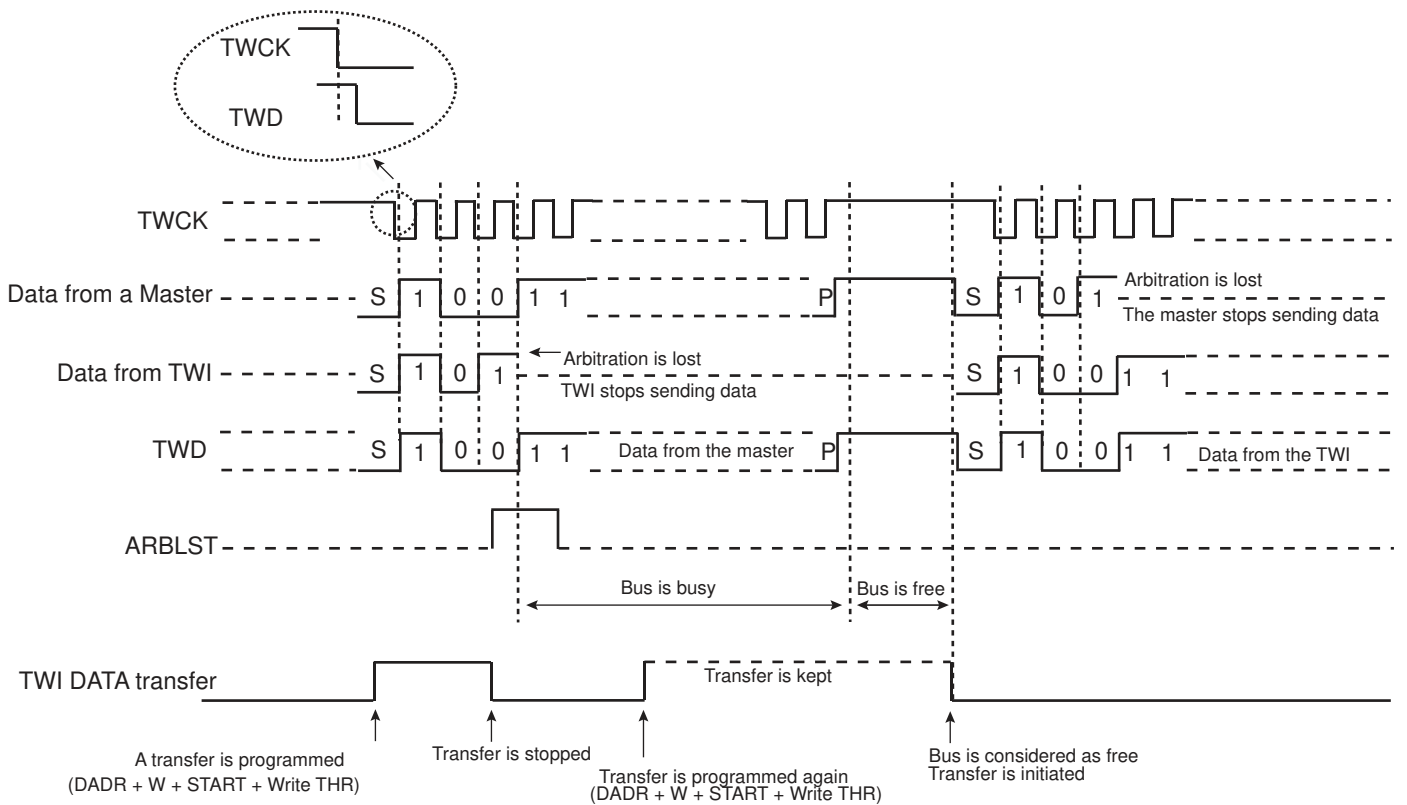 TWCK
TWD
TWCK
Data from a Master S 1 0 0 1 1 P S 1 0 1 Arbitration is lost
The master stops sending data
Data from TWI S 1 0 1 Arbitration is lost S 1 0 0 1 1
TWI stops sending data
TWD S 1 0 0 1 1 Data from the master P S 1 0 0 1 1 Data from the TWI
ARBLST
Bus is busy Bus is free
TWI DATA transfer Transfer is kept
A transfer is programmed
(DADR + W + START + Write THR)
Transfer is stopped
Transfer is programmed again
(DADR + W + START + Write THR)
Bus is considered as free
Transfer is initiated